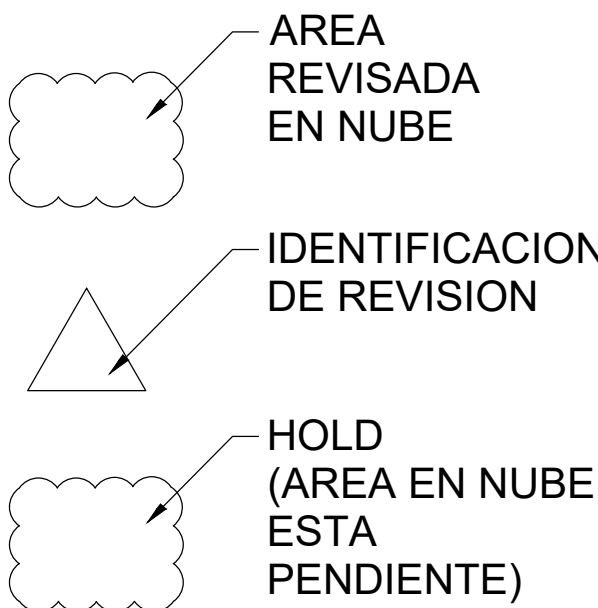 AREA
REVISADA
EN NUBE
IDENTIFICACION
DE REVISION
HOLD
(AREA EN NUBE
ESTA
PENDIENTE)